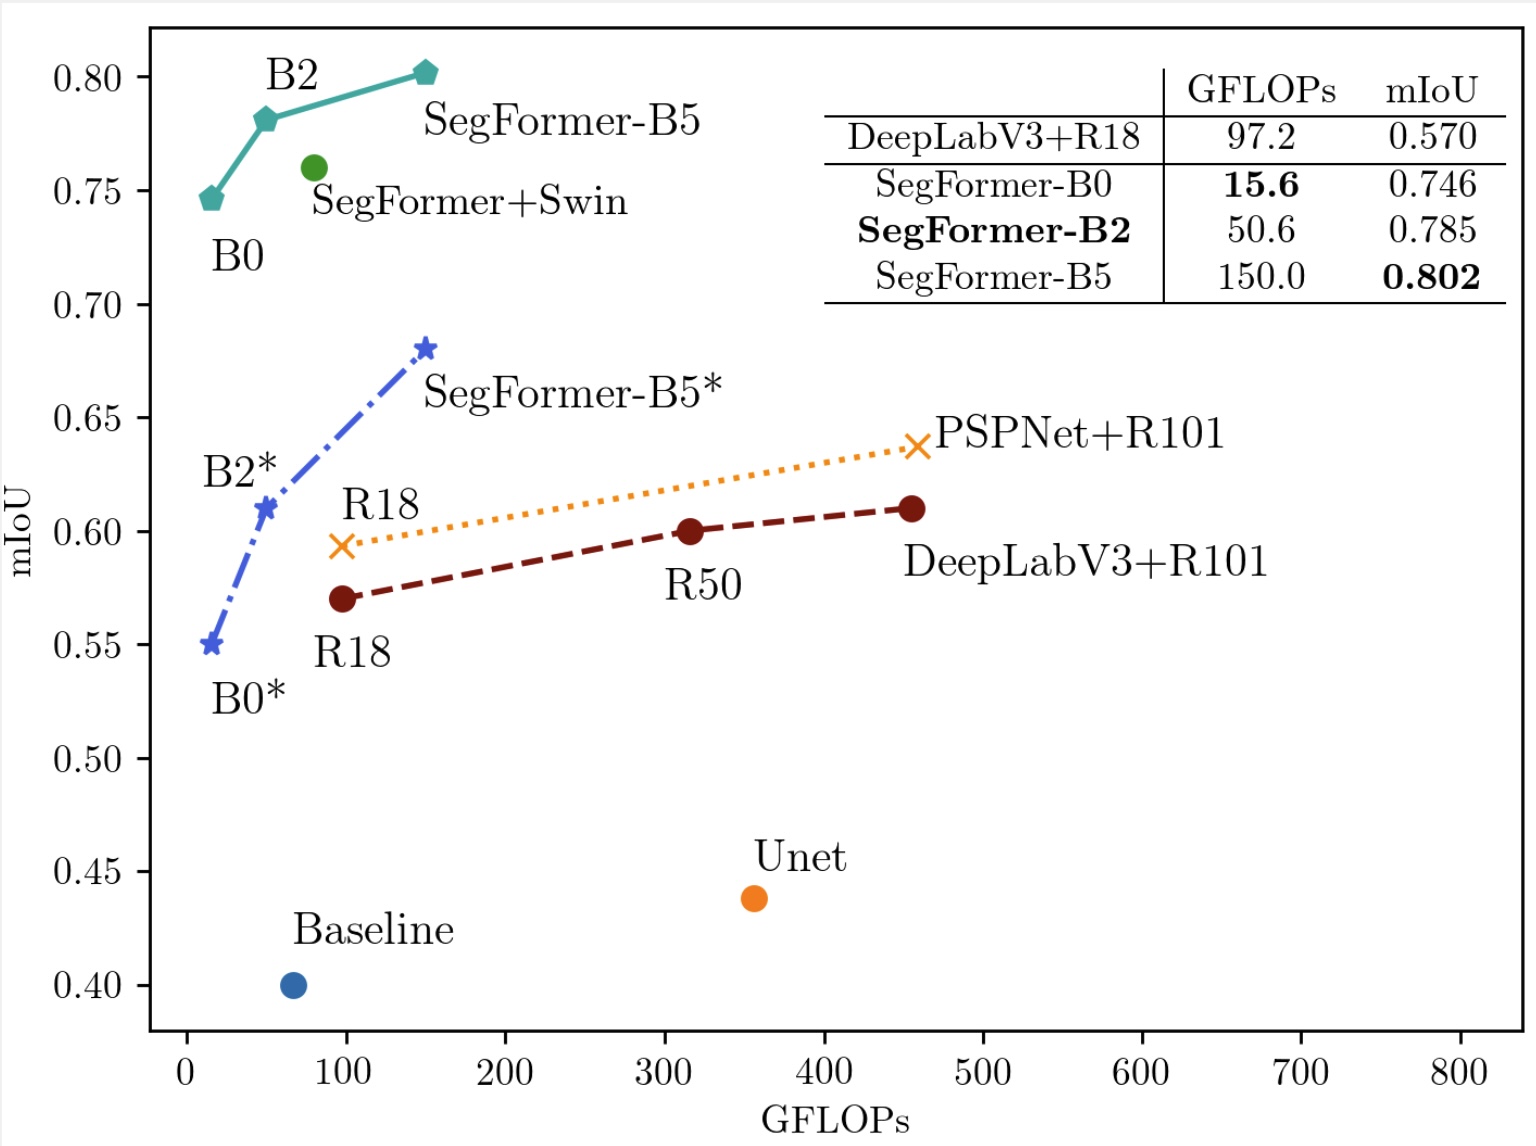 GFLOPs mIoU
DeepLabV3+R18 97.2 0.570
SegFormer-B0 15.6 0.746
SegFormer-B2 50.6 0.785
SegFormer-B5 150.0 0.802
B2
SegFormer-B5
SegFormer+Swin
B0
SegFormer-B5*
PSPNet+R101
B2*
R18
DeepLabV3+R101
R50
R18
B0*
Unet
Baseline
mIoU
0.80
0.75
0.70
0.65
0.60
0.55
0.50
0.45
0.40
0 100 200 300 400 500 600 700 800
GFLOPs